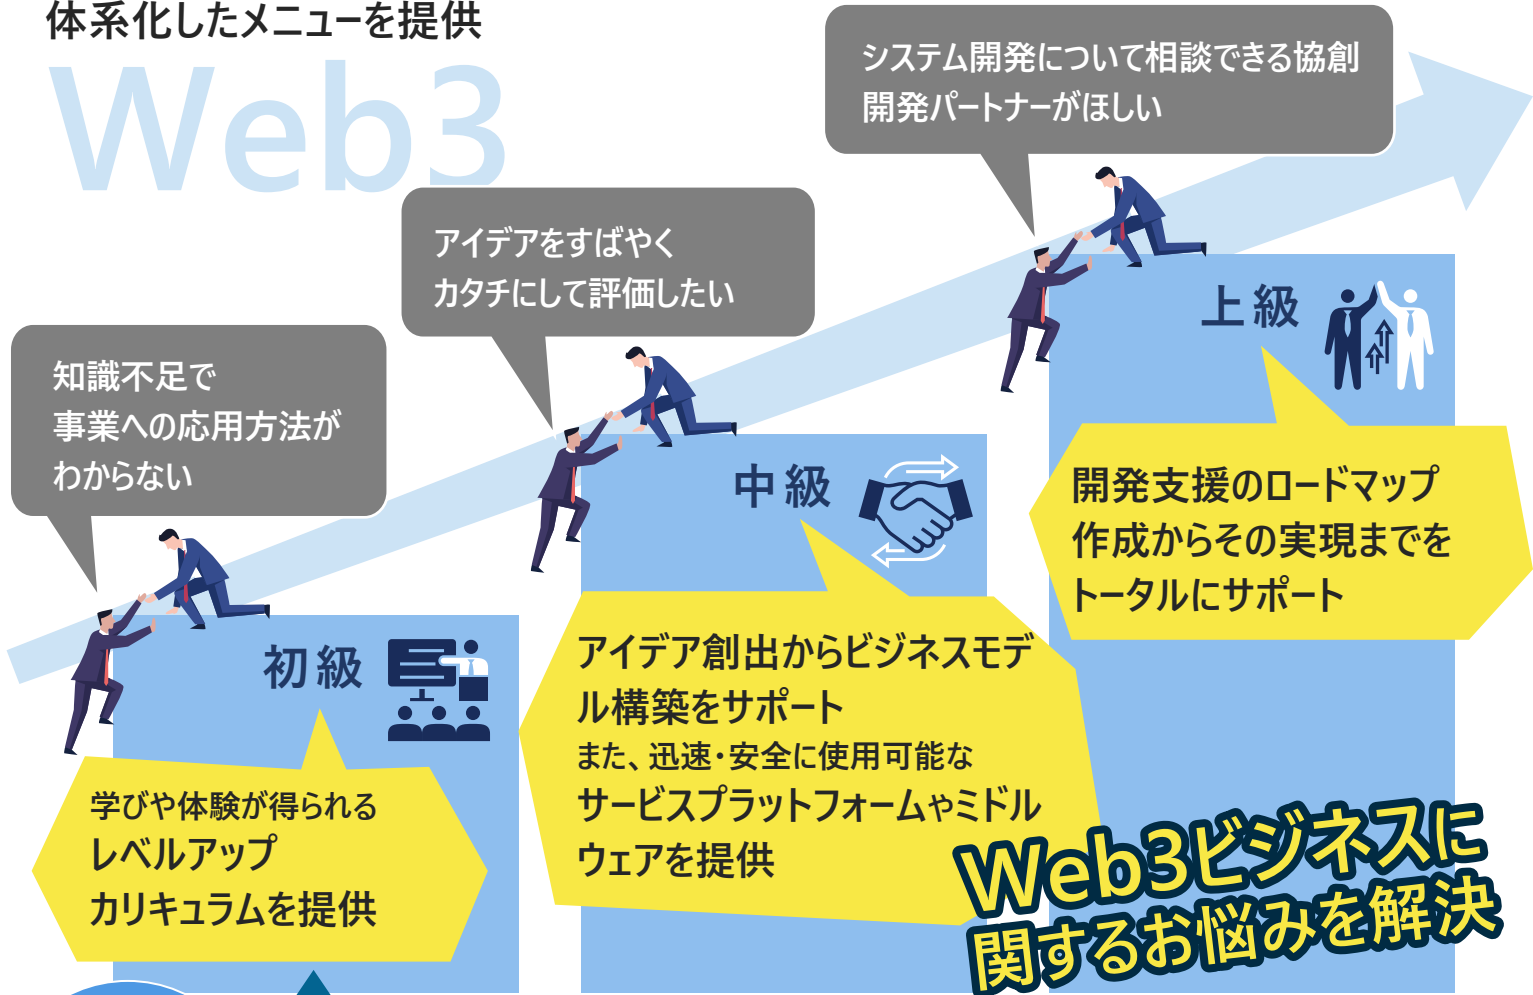 体系化したメニューを提供
Web3
システム開発について相談できる協創
開発パートナーがほしい
アイデアをすばやく
カタチにして評価したい
知識不足で
事業への応用方法が
わからない
上級
開発支援のロードマップ
作成からその実現までを
トータルにサポート
中級
アイデア創出からビジネスモデ
ル構築をサポート
また、迅速・安全に使用可能な
サービスプラットフォームやミドル
ウェアを提供
初級
学びや体験が得られる
レベルアップ
カリキュラムを提供
Web3ビジネスに
関するお悩みを解決